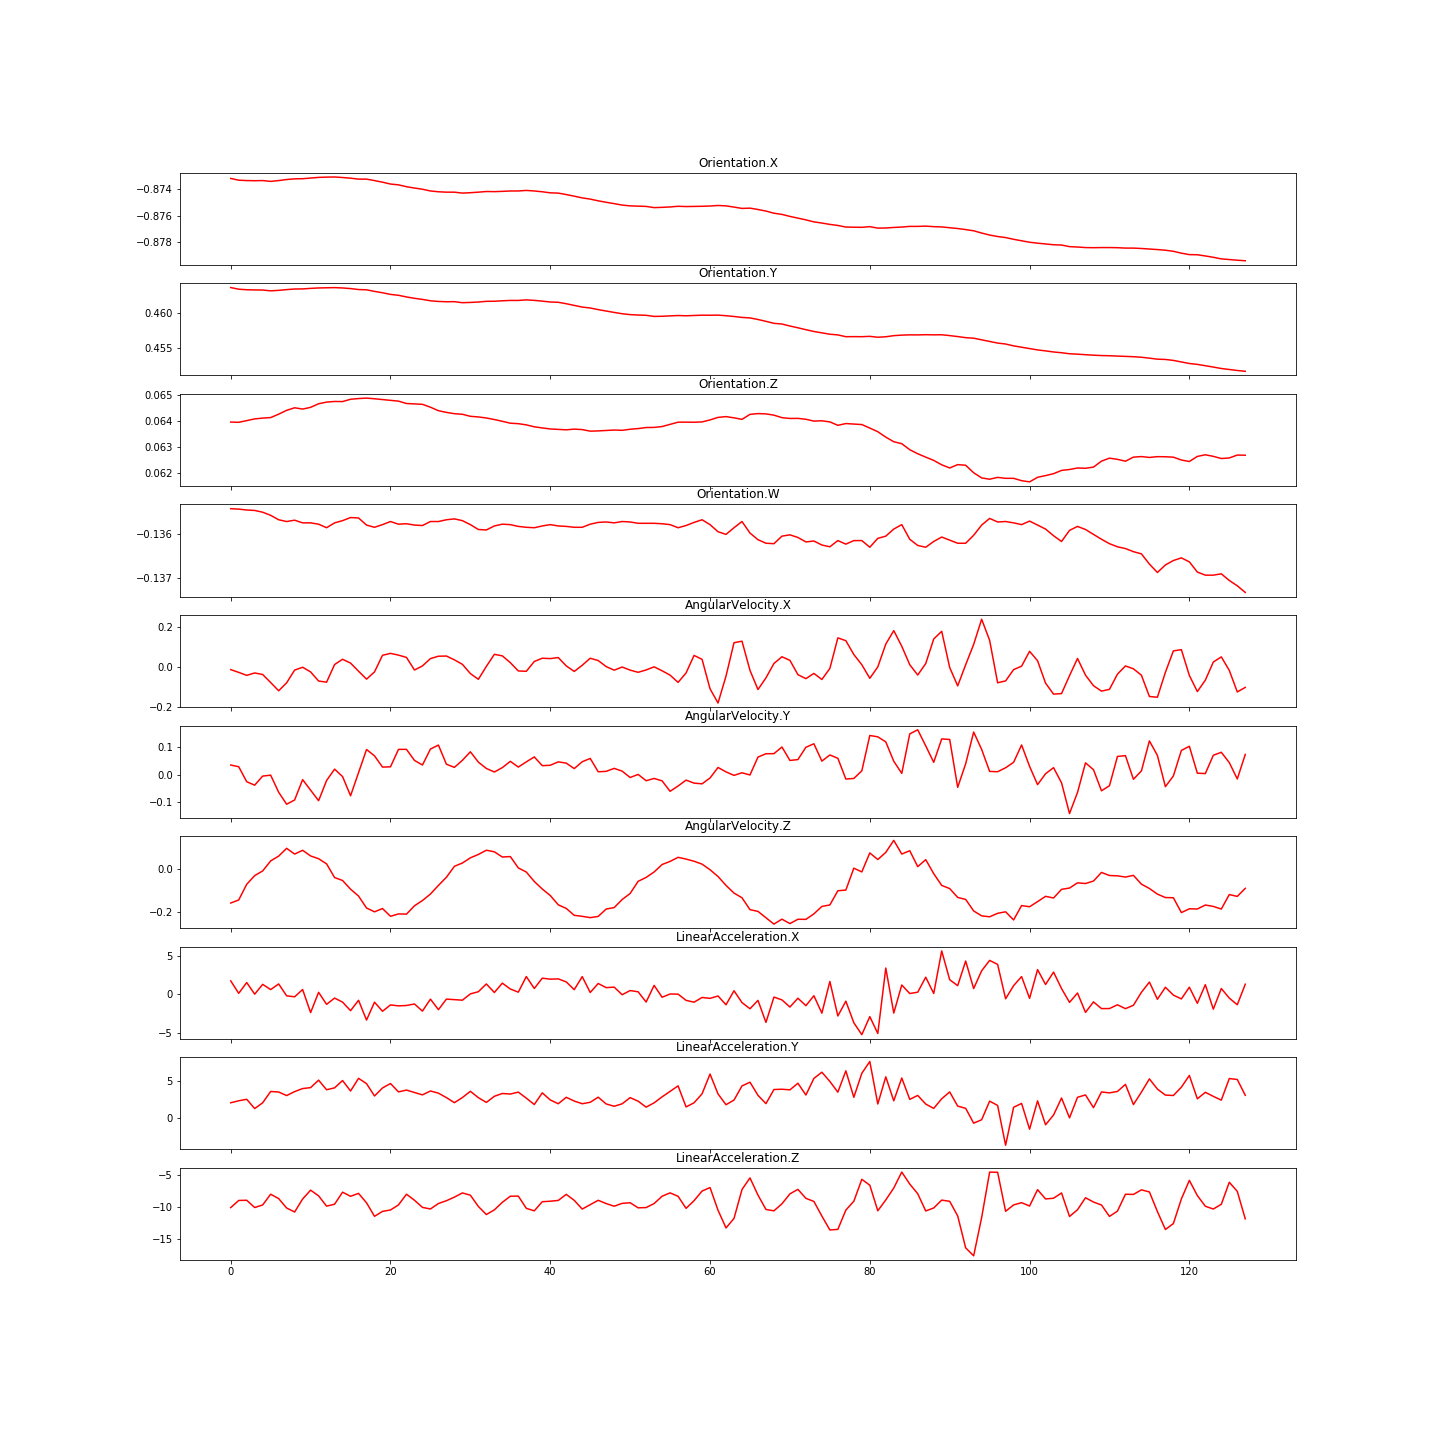 Orientation.X
−0.874
−0.876
−0.878
Orientation.Y
0.460
0.455
Orientation.Z
0.065
0.064
0.063
0.062
Orientation.W
−0.136
−0.137
AngularVelocity.X
0.2
0.0
−0.2
AngularVelocity.Y
0.1
0.0
−0.1
AngularVelocity.Z
0.0
−0.2
LinearAcceleration.X
5
0
−5
LinearAcceleration.Y
5
0
LinearAcceleration.Z
−5
−10
−15
0 20 40 60 80 100 120